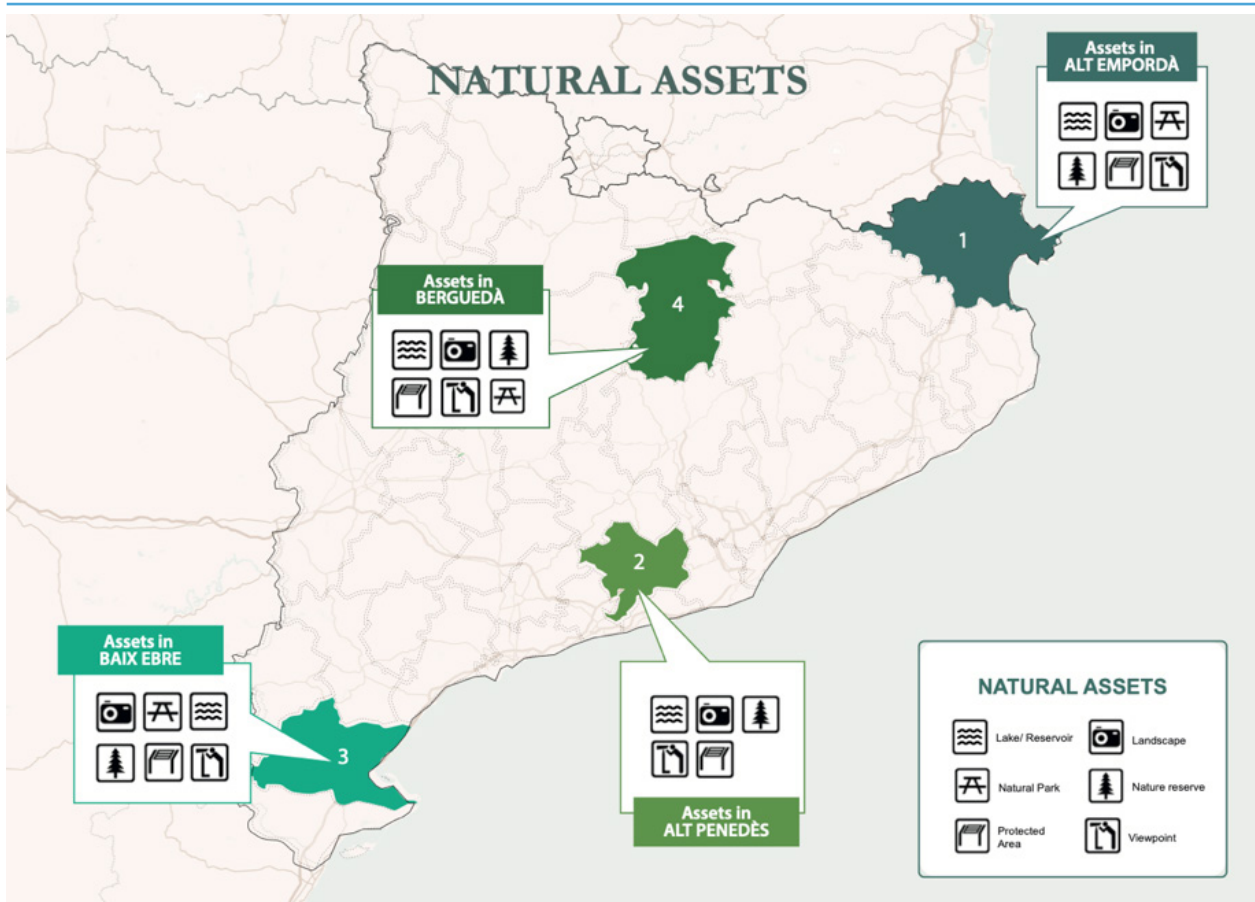 NATURAL ASSETS
Assets in
ALT EMPORDÀ
1
Assets in
BERGUEDÀ
4
2
Assets in
BAIX EBRE
3
Assets in
ALT PENEDÈS
NATURAL ASSETS
Lake/ Reservoir
Landscape
Natural Park
Nature reserve
Protected
Area
Viewpoint